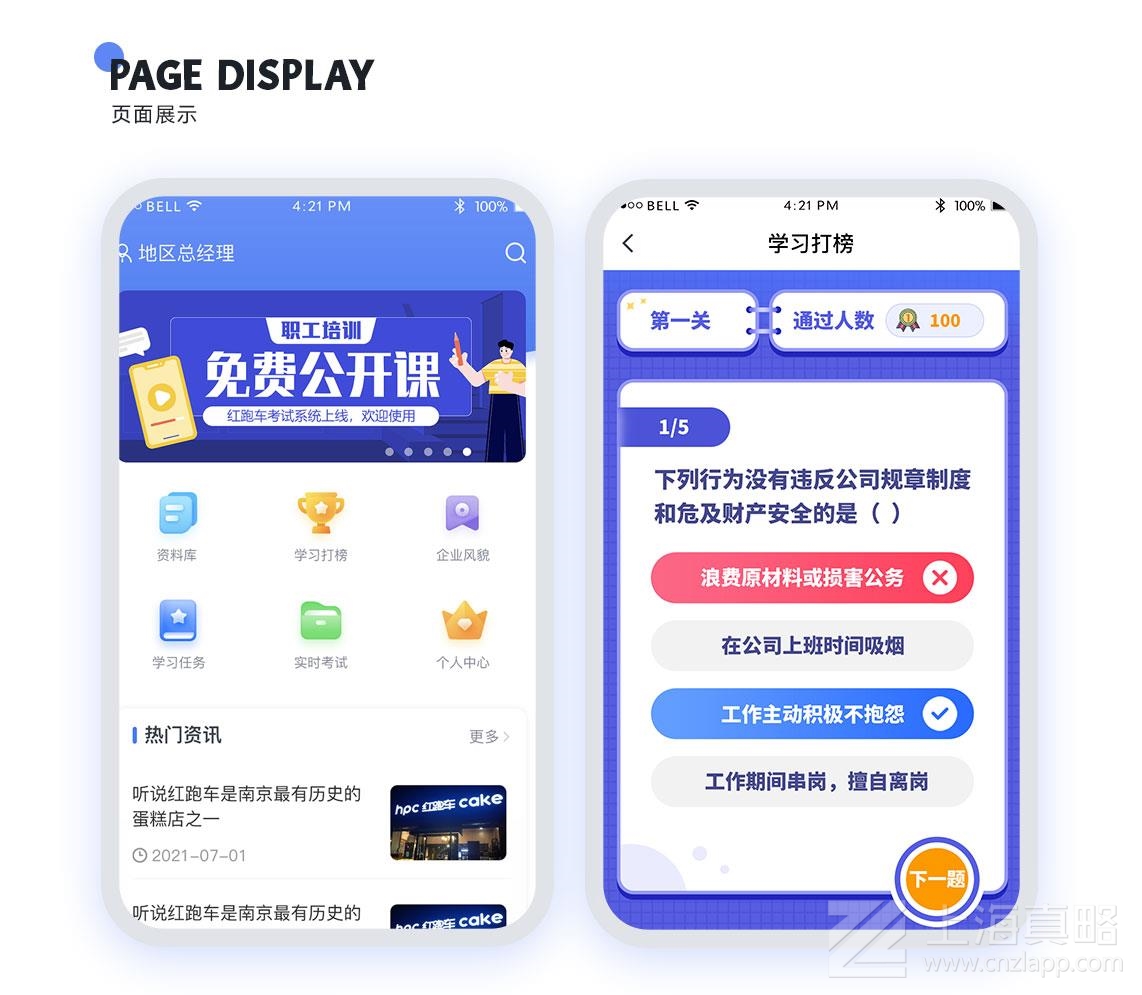 PAGE DISPLAY
页面展示
BELL 4:21 PM 100%
地区总经理
职工培训
免费公开课
红跑车考试系统上线，欢迎使用
资料库 学习打榜 企业风貌
学习任务 实时考试 个人中心
热门资讯 更多
听说红跑车是南京最有历史的
蛋糕店之一
2021-07-01
hpc 红跑车 cake
听说红跑车是南京最有历史的
hpc 红跑车 cake
BELL 4:21 PM 100%
学习打榜
第一关 通过人数 1 100
1/5
下列行为没有违反公司规章制度
和危及财产安全的是（ ）
浪费原材料或损害公务
在公司上班时间吸烟
工作主动积极不抱怨
工作期间串岗，擅自离岗
下一题
上海真略
www.cnzlapp.com